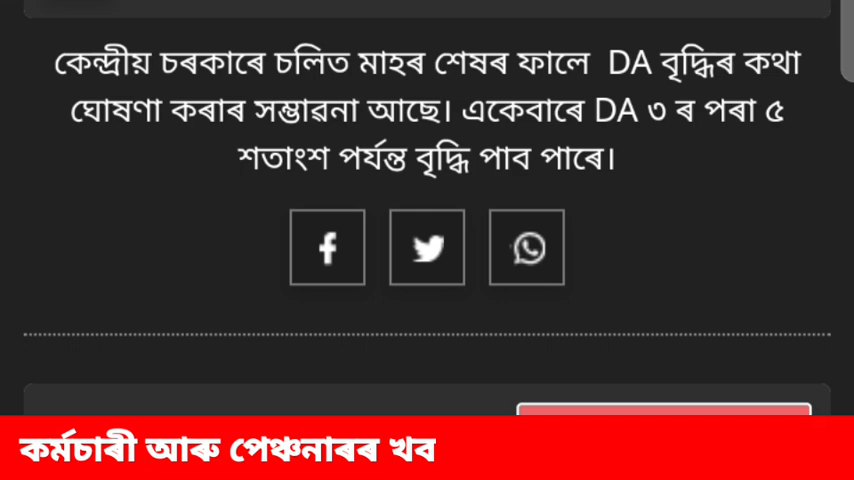 কেন্দ্ৰীয় চৰকাৰে চলিত মাহৰ শেষৰ ফালে DA বৃদ্ধিৰ কথা
ঘোষণা কৰাৰ সম্ভাৱনা আছে। একেবাৰে DA ৩ ৰ পৰা ৫
শতাংশ পৰ্যন্ত বৃদ্ধি পাব পাৰে।
কৰ্মচাৰী আৰু পেঞ্চনাৰৰ খব